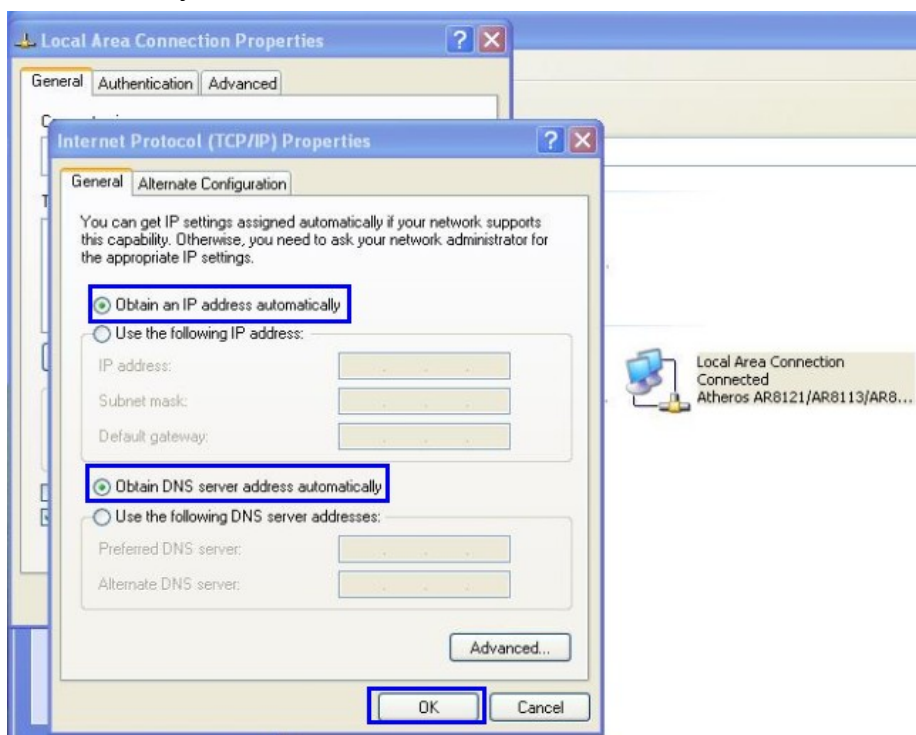 Local Area Connection Properties
General Authentication Advanced
Internet Protocol (TCP/IP) Properties
General Alternate Configuration
You can get IP settings assigned automatically if your network supports
this capability. Otherwise, you need to ask your network administrator for
the appropriate IP settings.
Obtain an IP address automatically
Use the following IP address:
IP address:
Subnet mask:
Default gateway:
Obtain DNS server address automatically
Use the following DNS server addresses:
Preferred DNS server:
Alternate DNS server:
Advanced...
OK Cancel
Local Area Connection
Connected
Atheros AR8121/AR8113/AR8...